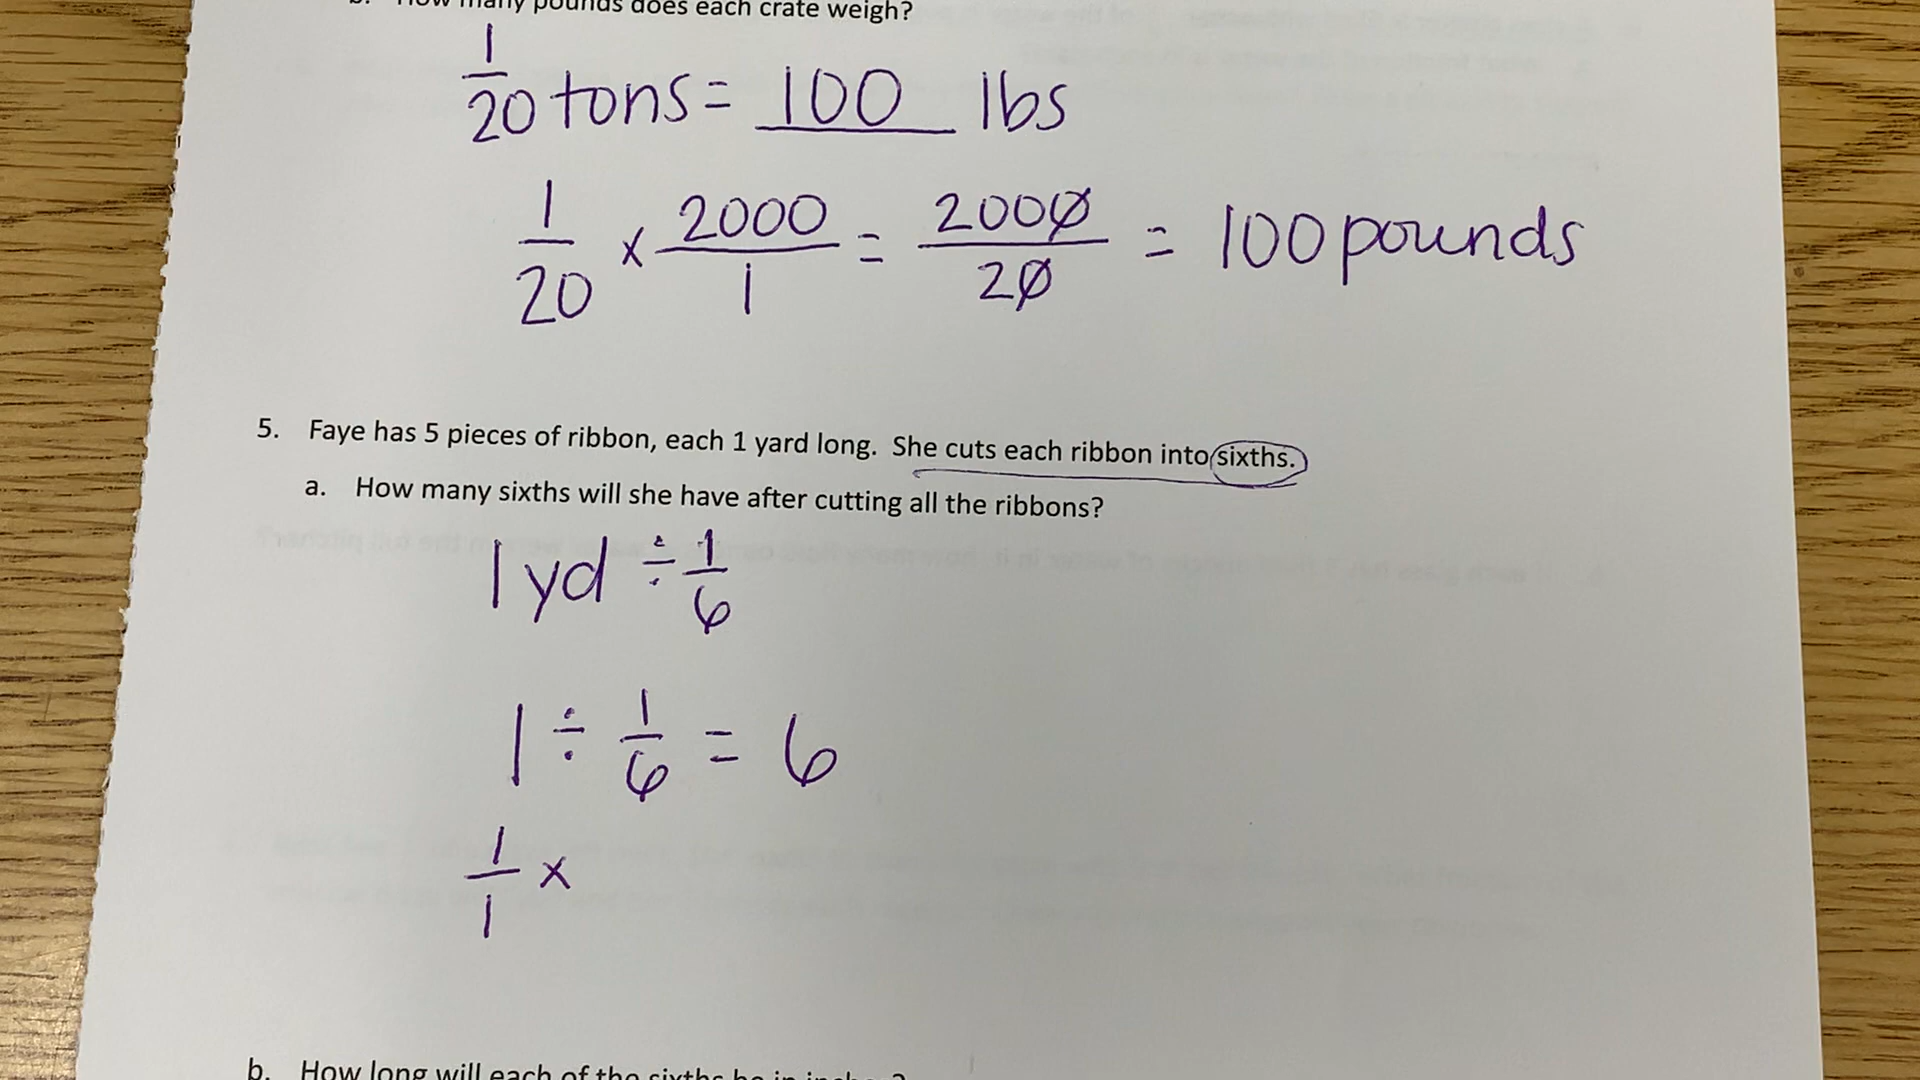 b. How many pounds does each crate weigh?
1/20 tons = 100 lbs
1/20 x 2000/1 = 2000/20 = 100 pounds
5. Faye has 5 pieces of ribbon, each 1 yard long. She cuts each ribbon into sixths.
a. How many sixths will she have after cutting all the ribbons?
1 yd ÷ 1/6
1 ÷ 1/6 = 6
1/1 x
b. How long will each of the sixths be in inches?